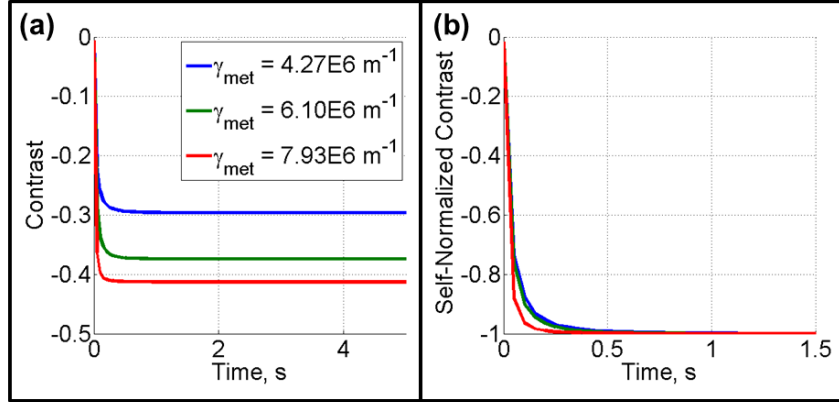 (a)
0
-0.1
-0.2
-0.3
-0.4
-0.5
Contrast
γmet = 4.27E6 m⁻¹
γmet = 6.10E6 m⁻¹
γmet = 7.93E6 m⁻¹
0 2 4
Time, s
(b)
0
-0.2
-0.4
-0.6
-0.8
-1
Self-Normalized Contrast
0 0.5 1 1.5
Time, s